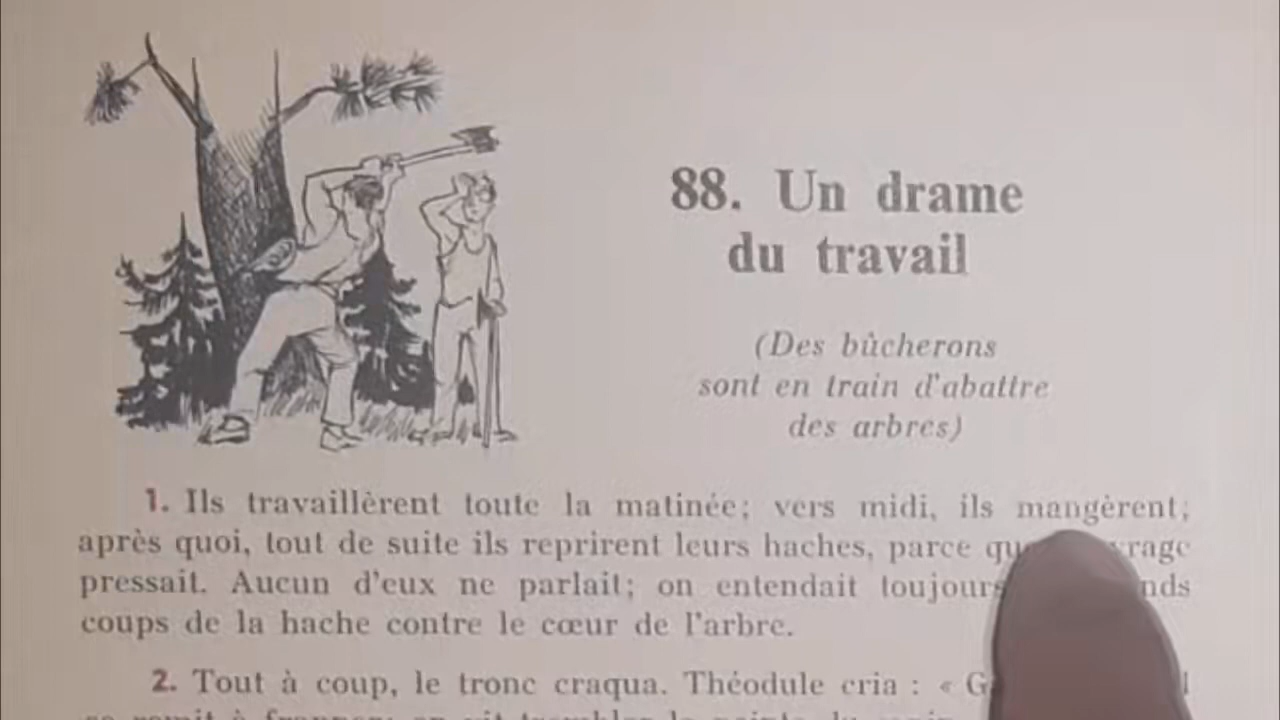 88. Un drame
du travail
(Des bûcherons
sont en train d'abattre
des arbres)
1. Ils travaillèrent toute la matinée; vers midi, ils mangèrent;
après quoi, tout de suite ils reprirent leurs haches, parce
pressait. Aucun d'eux ne parlait; on entendait toujours
coups de la hache contre le cœur de l'arbre.
2. Tout à coup, le tronc craqua. Théodule cria : «